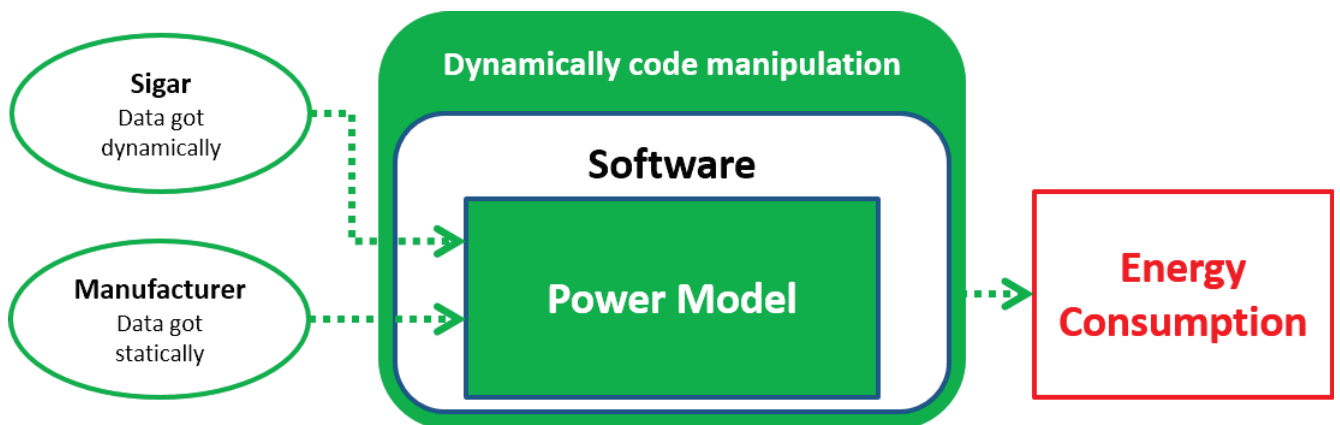 Sigar
Data got
dynamically
Manufacturer
Data got
statically
Dynamically code manipulation
Software
Power Model
Energy
Consumption